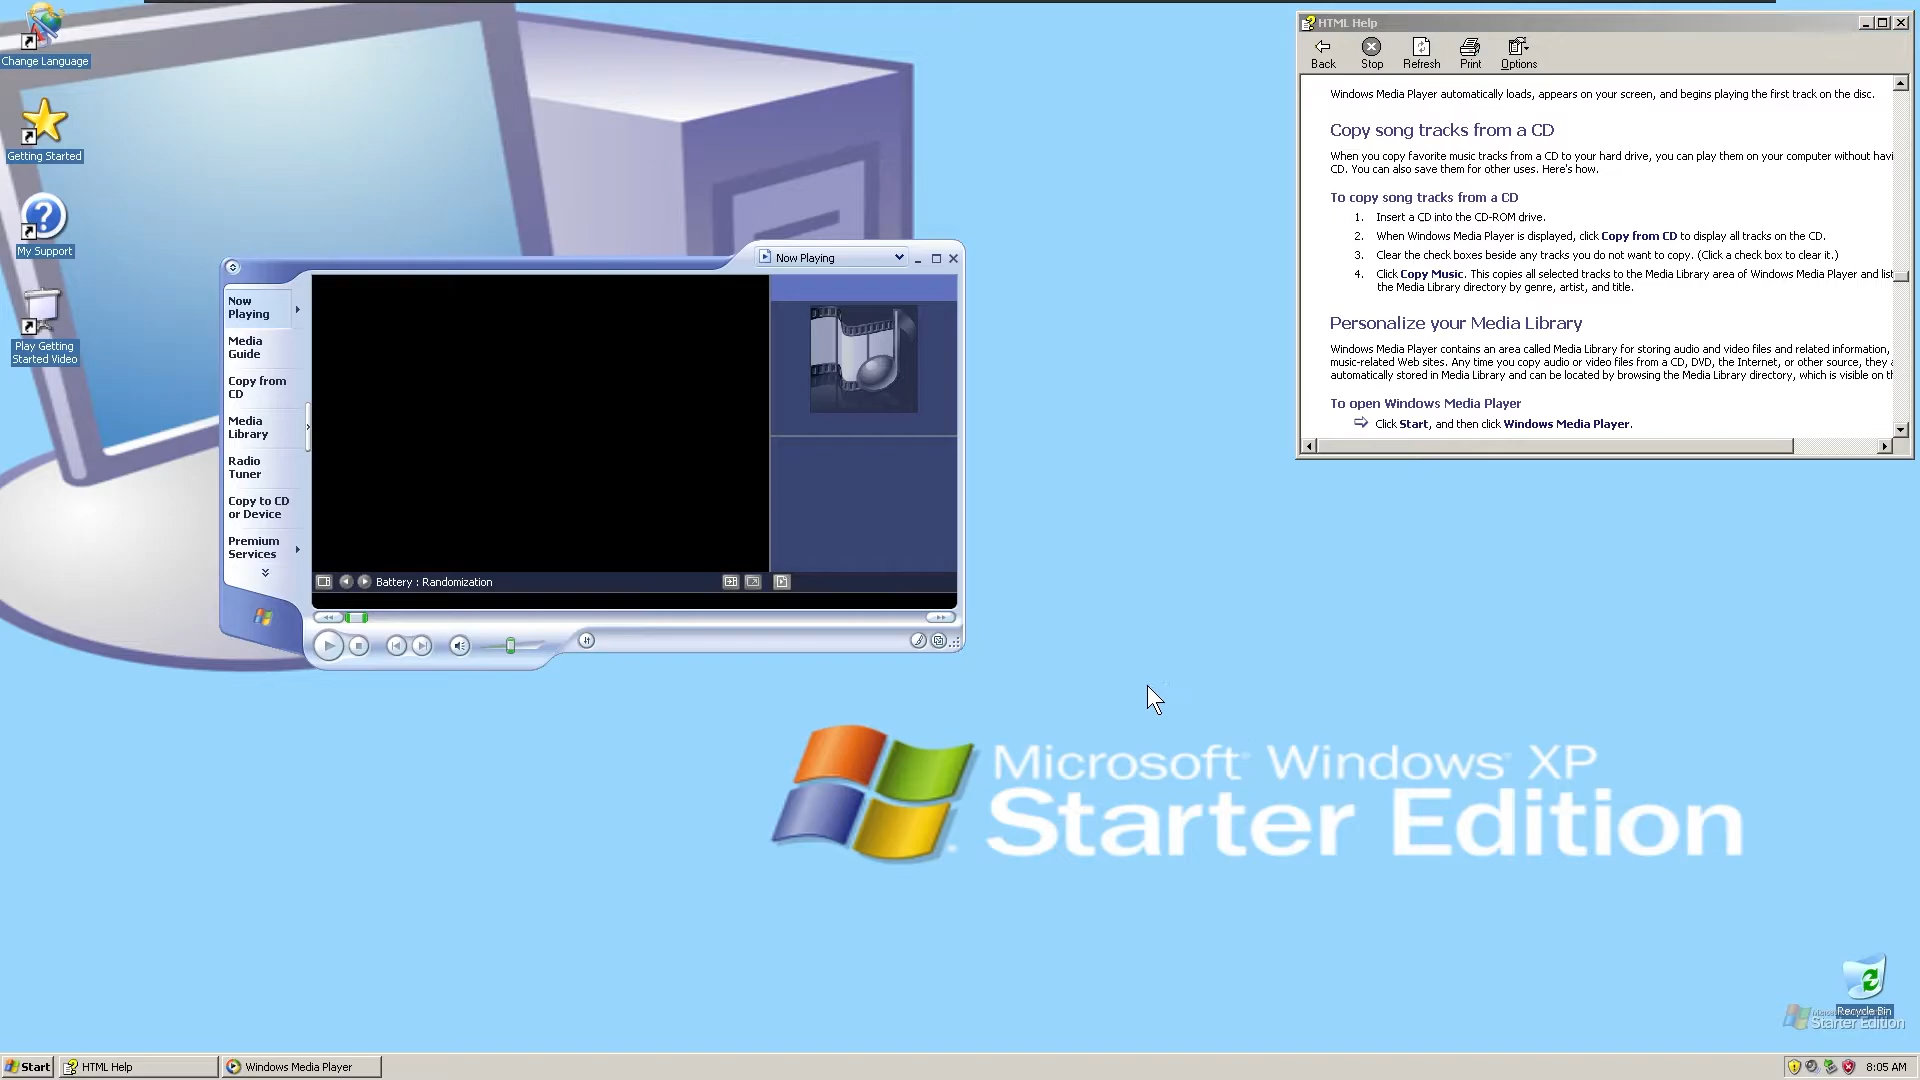 Change Language
Getting Started
My Support
Play Getting
Started Video
HTML Help
Back
Stop
Refresh
Print
Options
Windows Media Player automatically loads, appears on your screen, and begins playing the first track on the disc.
Copy song tracks from a CD
When you copy favorite music tracks from a CD to your hard drive, you can play them on your computer without havi
CD. You can also save them for other uses. Here's how.
To copy song tracks from a CD
1. Insert a CD into the CD-ROM drive.
2. When Windows Media Player is displayed, click Copy from CD to display all tracks on the CD.
3. Clear the check boxes beside any tracks you do not want to copy. (Click a check box to clear it.)
4. Click Copy Music. This copies all selected tracks to the Media Library area of Windows Media Player and list
the Media Library directory by genre, artist, and title.
Personalize your Media Library
Windows Media Player contains an area called Media Library for storing audio and video files and related information,
music-related Web sites. Any time you copy audio or video files from a CD, DVD, the Internet, or other source, they a
automatically stored in Media Library and can be located by browsing the Media Library directory, which is visible on th
To open Windows Media Player
Click Start, and then click Windows Media Player.
Now Playing
Now
Playing
Media
Guide
Copy from
CD
Media
Library
Radio
Tuner
Copy to CD
or Device
Premium
Services
Battery : Randomization
Microsoft Windows XP
Starter Edition
Recycle Bin
Starter Edition
Start
HTML Help
Windows Media Player
8:05 AM